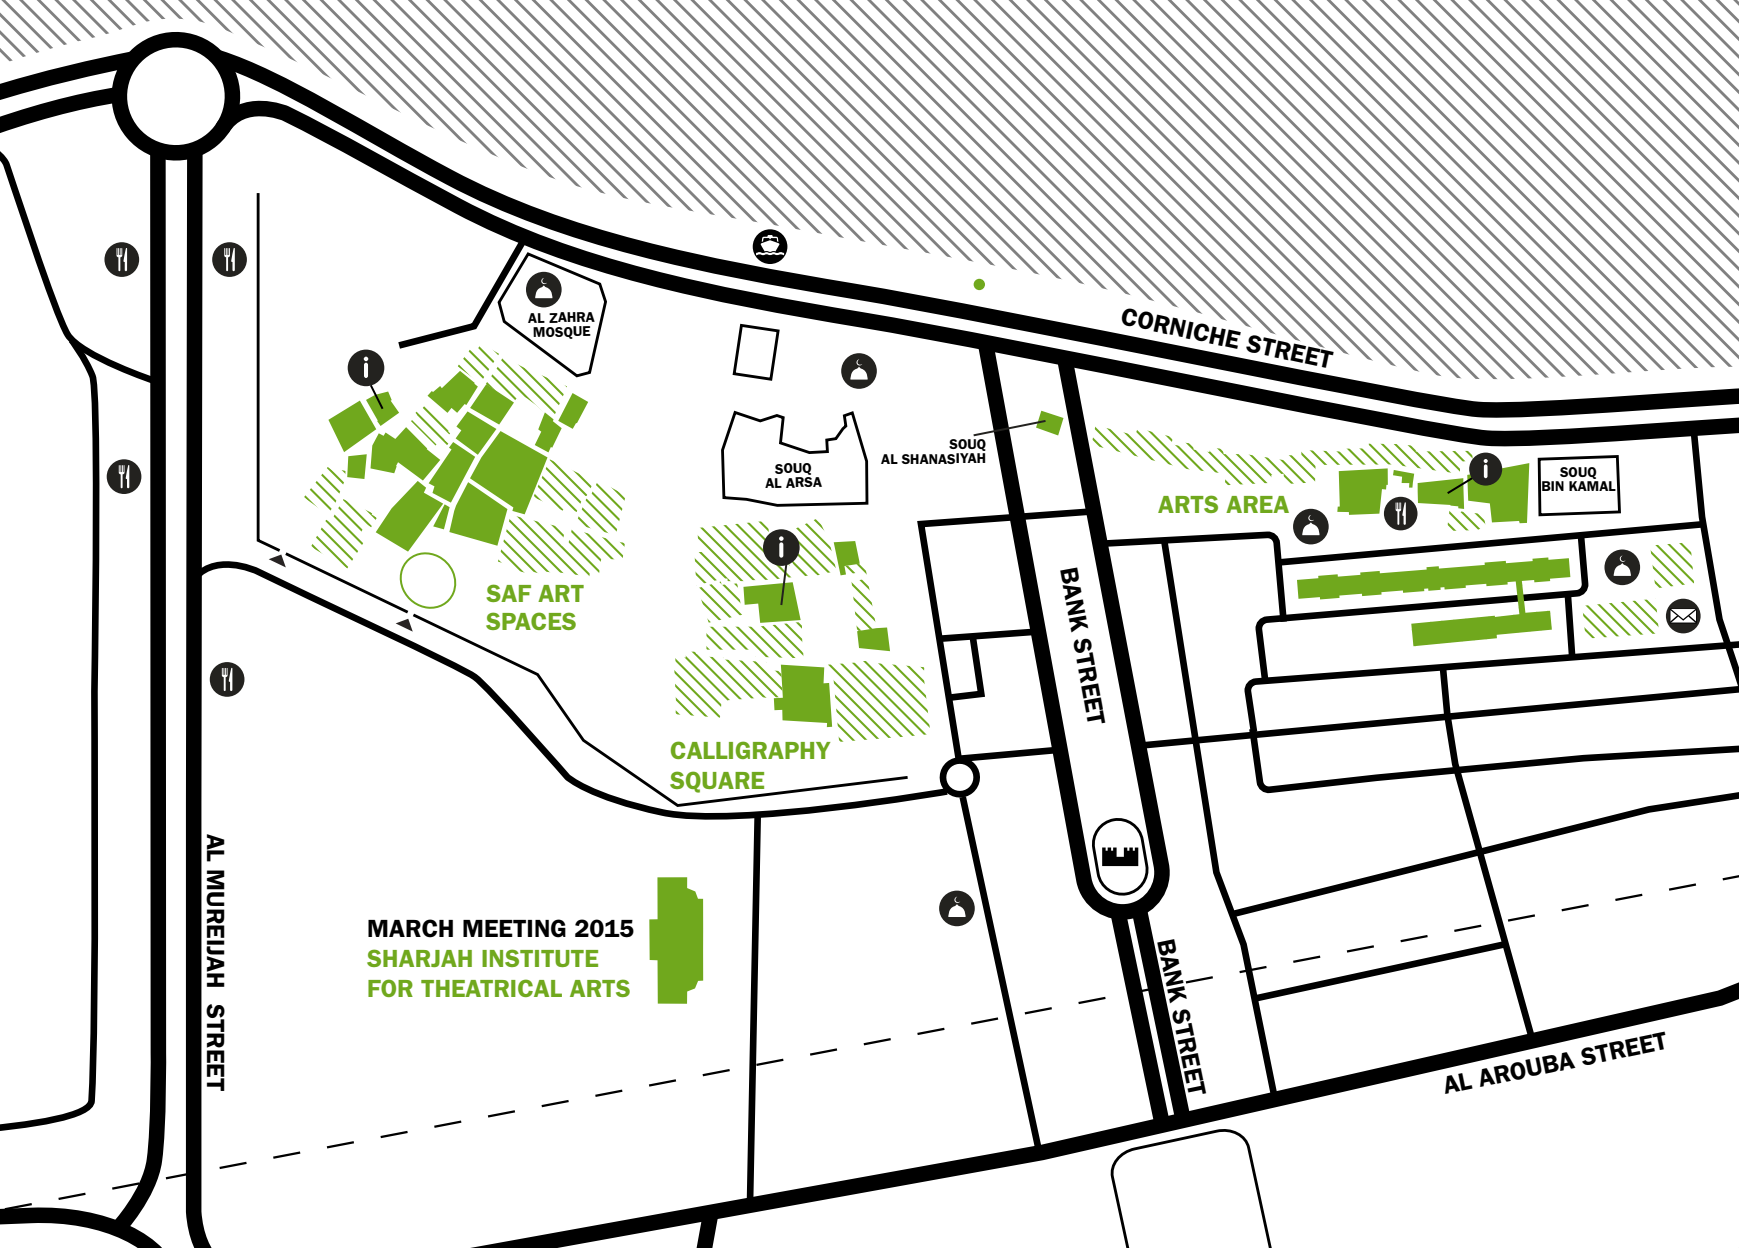 CORNICHE STREET
AL ZAHRA
MOSQUE
SOUQ
AL SHANASIYAH
SOUQ
AL ARSA
SOUQ
BIN KAMAL
ARTS AREA
SAF ART
SPACES
BANK STREET
CALLIGRAPHY
SQUARE
AL MUREIJAH STREET
MARCH MEETING 2015
SHARJAH INSTITUTE
FOR THEATRICAL ARTS
BANK STREET
AL AROUBA STREET
i
i
i